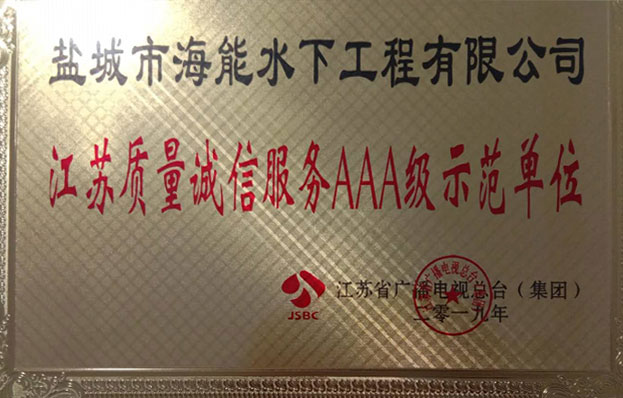 盐城市海能水下工程有限公司
江苏质量诚信服务AAA级示范单位
JSBC
江苏省广播电视总台（集团）
二零一九年